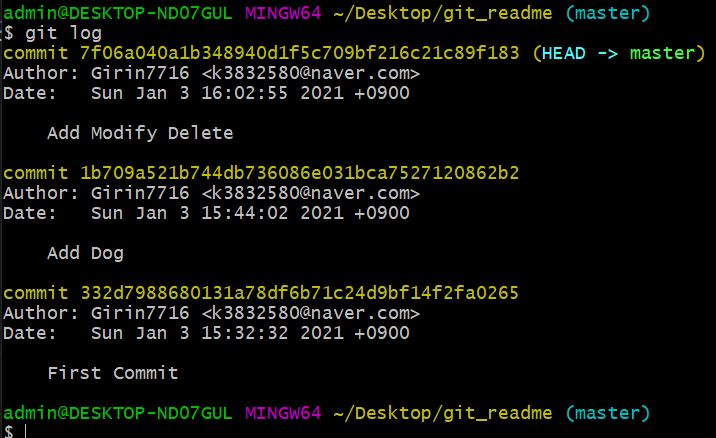 admin@DESKTOP-ND07GUL MINGW64 ~/Desktop/git_readme (master)
$ git log
commit 7f06a040a1b348940d1f5c709bf216c21c89f183 (HEAD -> master)
Author: Girin7716 <k3832580@naver.com>
Date:   Sun Jan 3 16:02:55 2021 +0900
Add Modify Delete
commit 1b709a521b744db736086e031bca7527120862b2
Author: Girin7716 <k3832580@naver.com>
Date:   Sun Jan 3 15:44:02 2021 +0900
Add Dog
commit 332d7988680131a78df6b71c24d9bf14f2fa0265
Author: Girin7716 <k3832580@naver.com>
Date:   Sun Jan 3 15:32:32 2021 +0900
First Commit
admin@DESKTOP-ND07GUL MINGW64 ~/Desktop/git_readme (master)
$